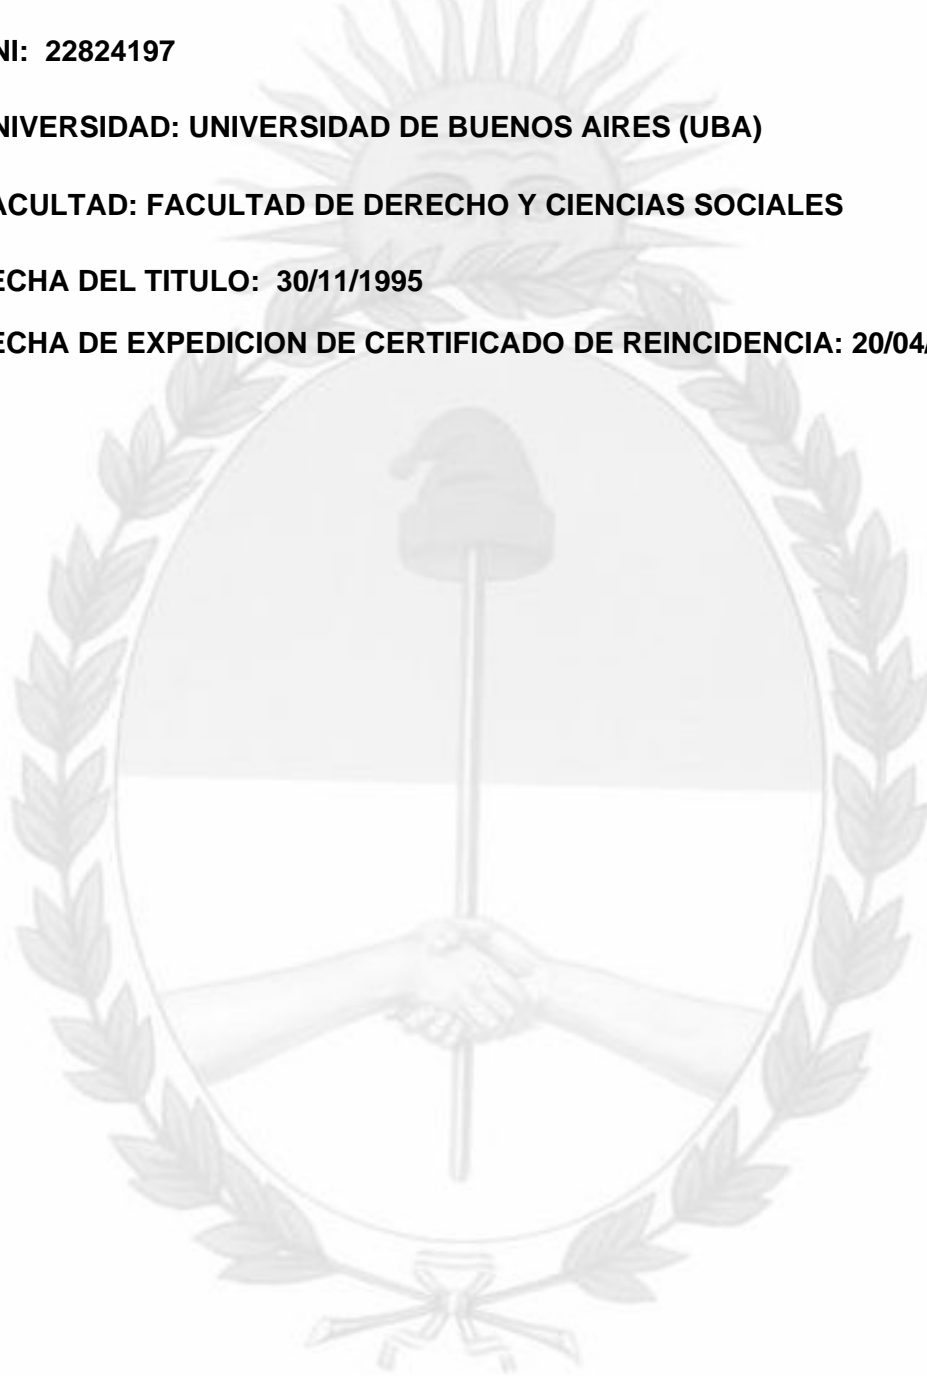 NI: 22824197
NIVERSIDAD: UNIVERSIDAD DE BUENOS AIRES (UBA)
ACULTAD: FACULTAD DE DERECHO Y CIENCIAS SOCIALES
ECHA DEL TITULO: 30/11/1995
ECHA DE EXPEDICION DE CERTIFICADO DE REINCIDENCIA: 20/04/